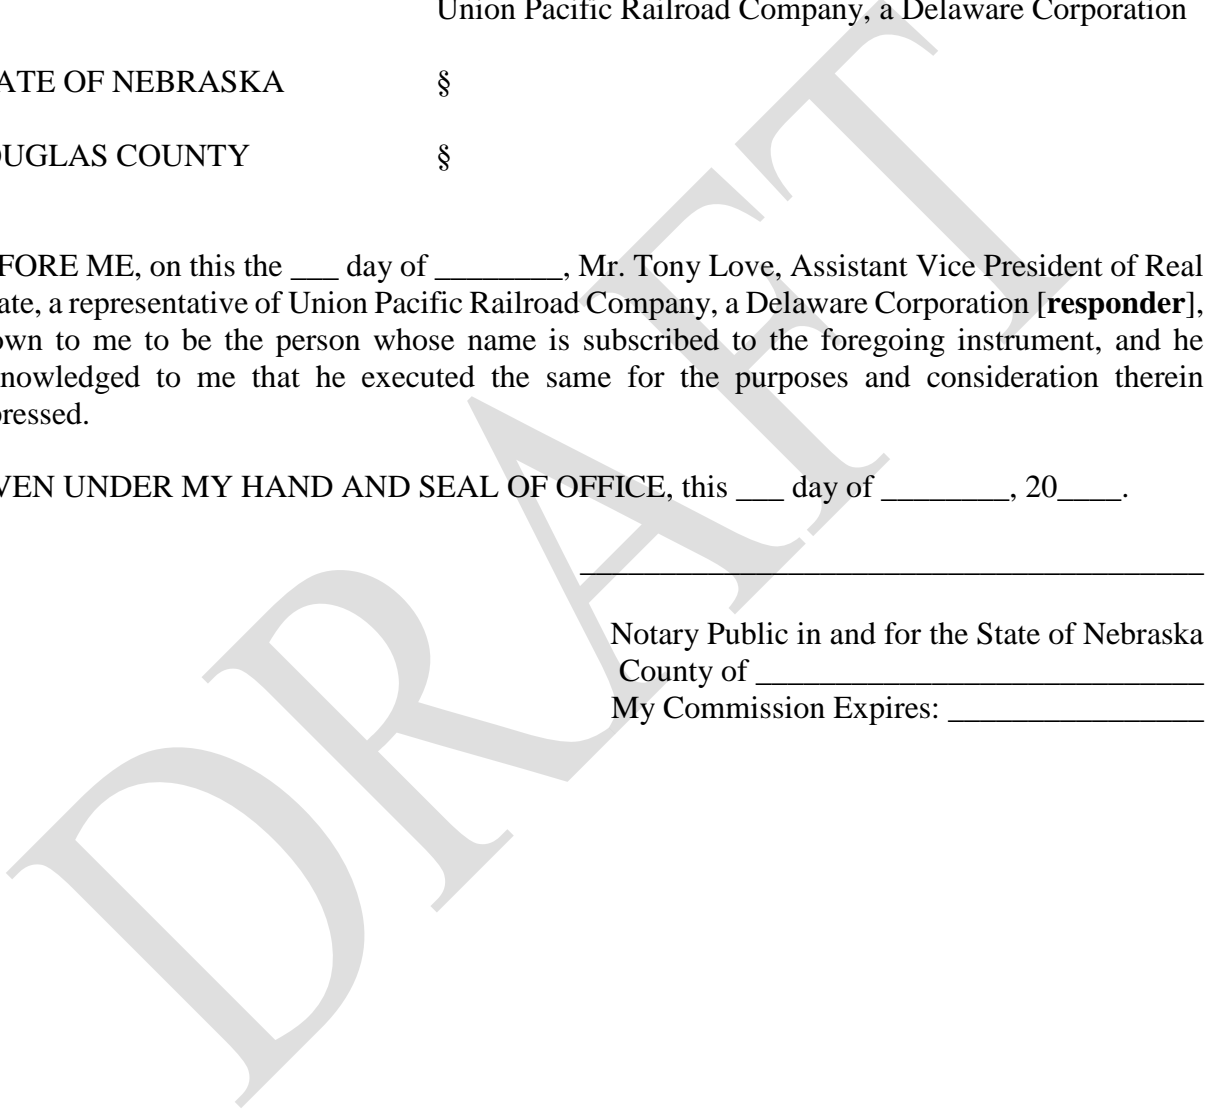 Union Pacific Railroad Company, a Delaware Corporation
ATE OF NEBRASKA §
OUGLAS COUNTY §
FORE ME, on this the ___ day of ________, Mr. Tony Love, Assistant Vice President of Real
ate, a representative of Union Pacific Railroad Company, a Delaware Corporation [responder],
own to me to be the person whose name is subscribed to the foregoing instrument, and he
nowledged to me that he executed the same for the purposes and consideration therein
pressed.
VEN UNDER MY HAND AND SEAL OF OFFICE, this ___ day of ________, 20____.
_______________________________________
Notary Public in and for the State of Nebraska
County of ____________________________
My Commission Expires: ________________
DRAFT